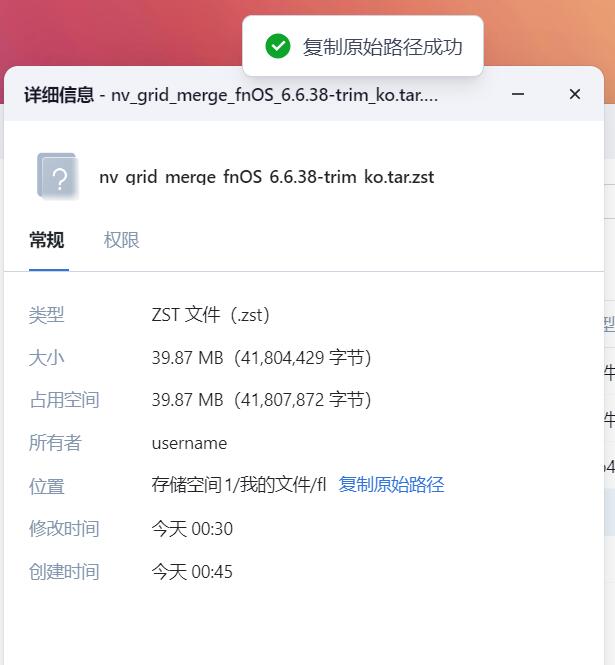 复制原始路径成功
详细信息 - nv_grid_merge_fnOS_6.6.38-trim_ko.tar....
nv_grid_merge_fnOS_6.6.38-trim_ko.tar.zst
常规 权限
类型 ZST 文件（.zst）
大小 39.87 MB（41,804,429 字节）
占用空间 39.87 MB（41,807,872 字节）
所有者 username
位置 存储空间 1/我的文件/fl 复制原始路径
修改时间 今天 00:30
创建时间 今天 00:45